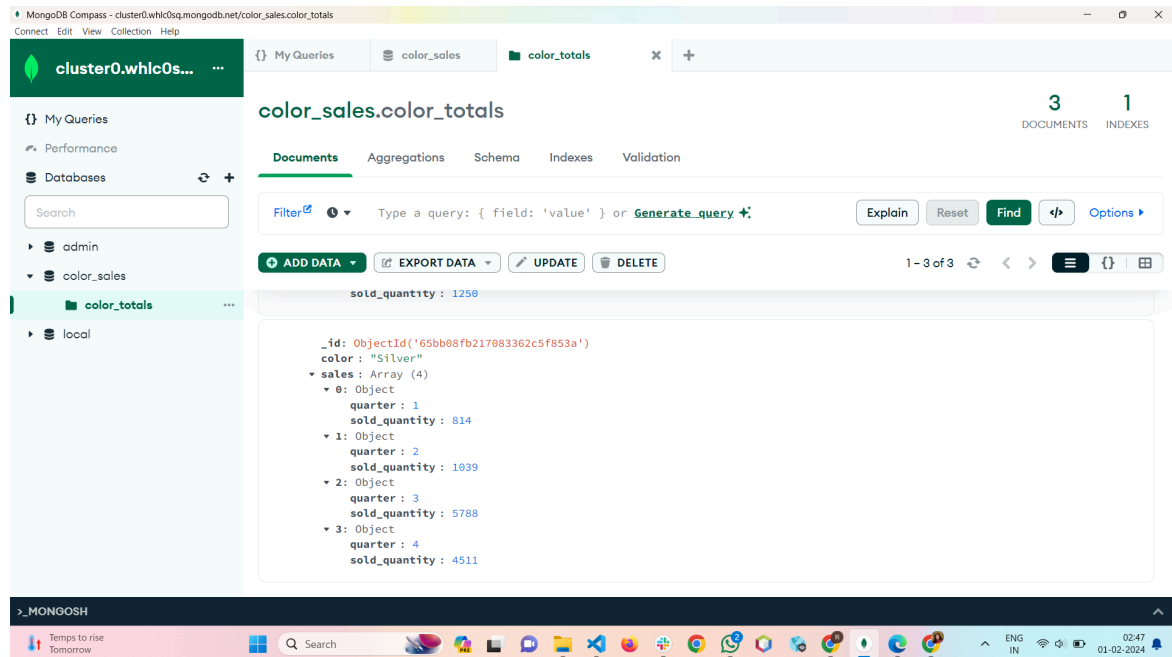 MongoDB Compass - cluster0.whlc0sq.mongodb.net/color_sales.color_totals
Connect Edit View Collection Help
cluster0.whlc0s... ...
{} My Queries
color_sales
color_totals
My Queries
Performance
Databases
Search
admin
color_sales
color_totals ...
local
color_sales.color_totals
3
DOCUMENTS
1
INDEXES
Documents Aggregations Schema Indexes Validation
Filter Type a query: { field: 'value' } or Generate query Explain Reset Find </> Options
ADD DATA EXPORT DATA UPDATE DELETE 1 – 3 of 3 {}
sold_quantity : 1250
_id: ObjectId('65bb08fb217083362c5f853a')
color : "Silver"
sales : Array (4)
0: Object
quarter : 1
sold_quantity : 814
1: Object
quarter : 2
sold_quantity : 1039
2: Object
quarter : 3
sold_quantity : 5788
3: Object
quarter : 4
sold_quantity : 4511
>_MONGOSH
Temps to rise
Tomorrow
Search
PRE
2
ENG
IN
02:47
01-02-2024